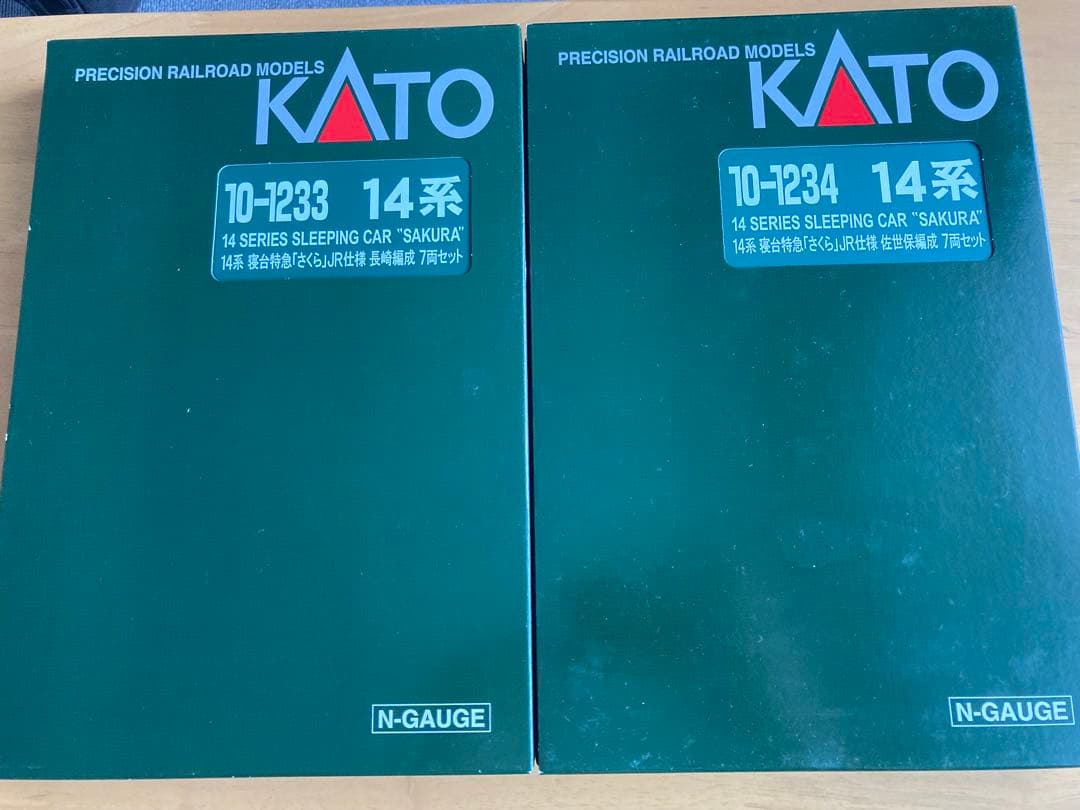 PRECISION RAILROAD MODELS
KATO
10-1233 14系
14 SERIES SLEEPING CAR "SAKURA"
14系 寝台特急「さくら」JR仕様 長崎編成 7両セット
N-GAUGE
PRECISION RAILROAD MODELS
KATO
10-1234 14系
14 SERIES SLEEPING CAR "SAKURA"
14系 寝台特急「さくら」JR仕様 佐世保編成 7両セット
N-GAUGE